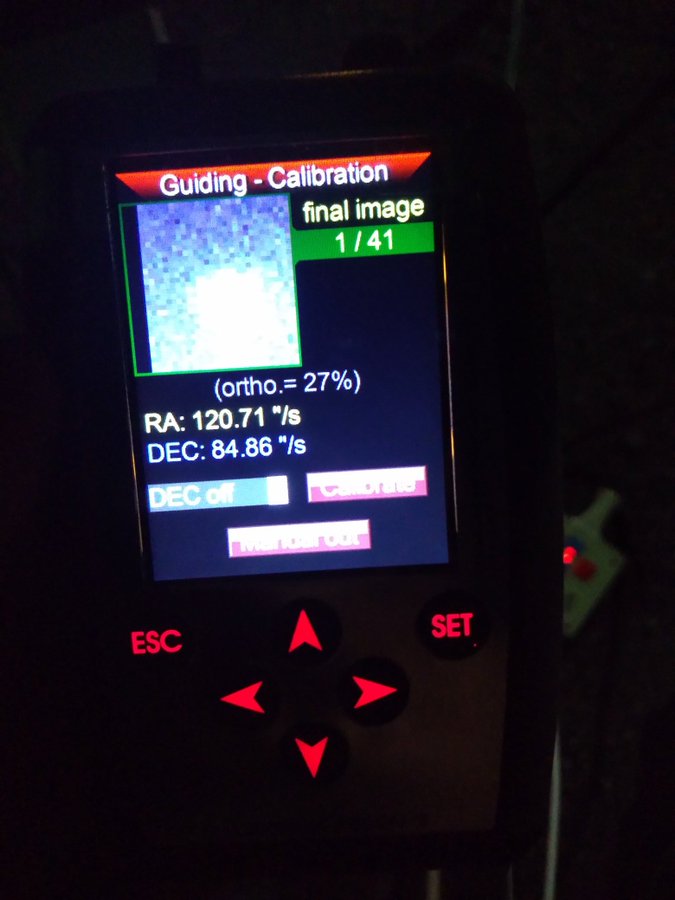 Guiding - Calibration
final image
1 / 41
(ortho.= 27%)
RA: 120.71 "/s
DEC: 84.86 "/s
DEC off
Calibrate
Manual out
ESC
SET